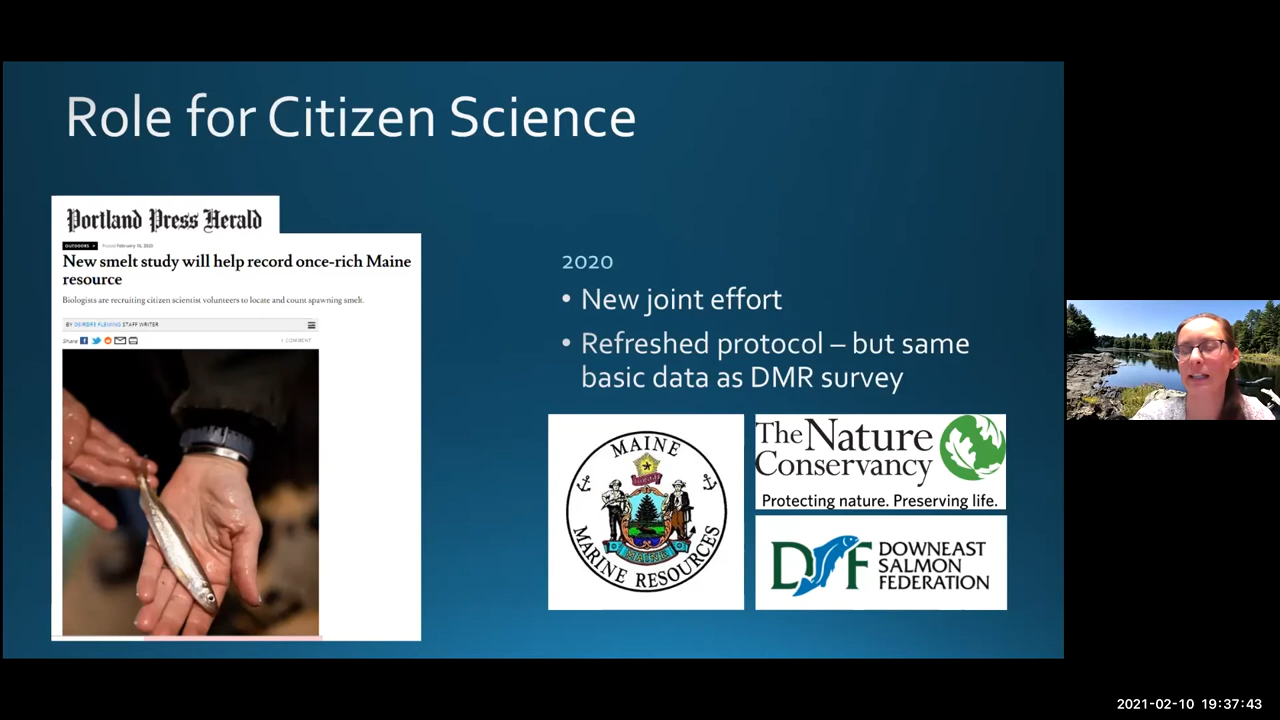 Role for Citizen Science
Portland Press Herald
OUTDOORS
Posted February 16, 2020
New smelt study will help record once-rich Maine
resource
Biologists are recruiting citizen scientist volunteers to locate and count spawning smelt.
BY DEIRDRE FLEMING STAFF WRITER
Share
1 COMMENT
2020
• New joint effort
• Refreshed protocol – but same
basic data as DMR survey
MAINE
MARINE RESOURCES
The Nature
Conservancy
Protecting nature. Preserving life.
DSF DOWNEAST
SALMON
FEDERATION
2021-02-10 19:37:43